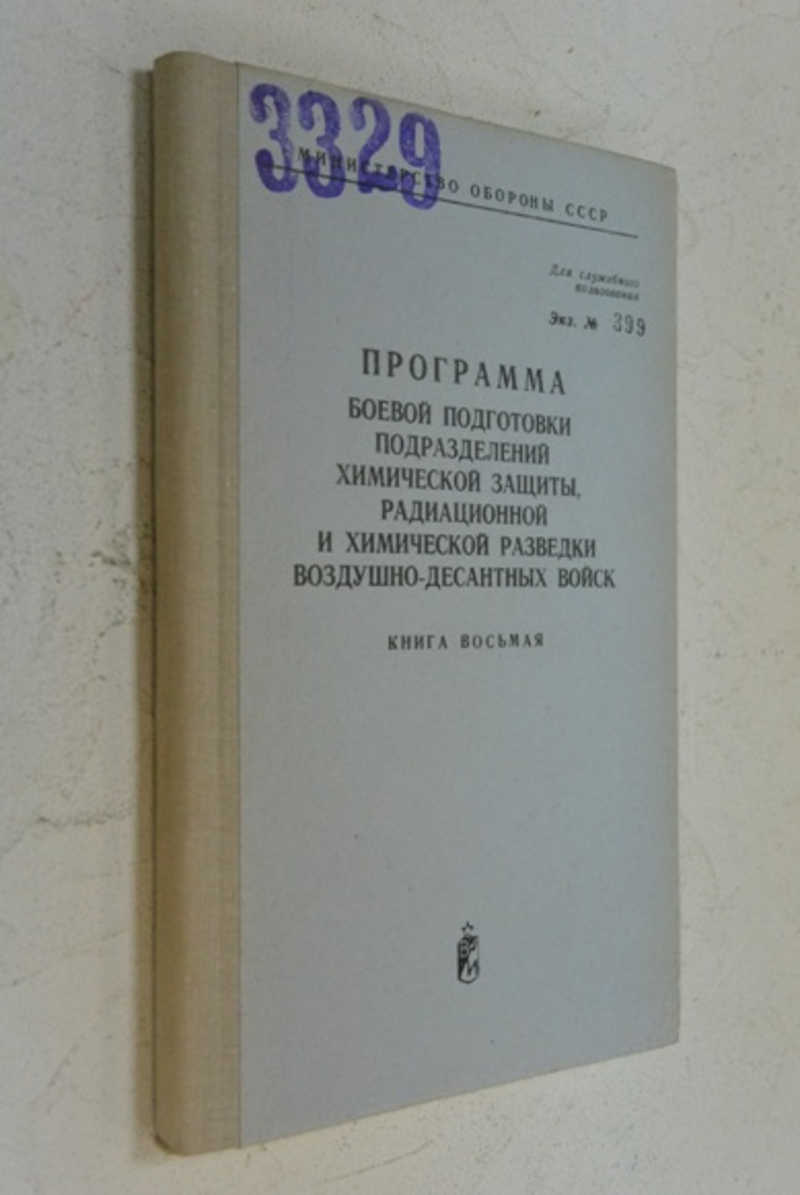 3329
МИНИСТЕРСТВО ОБОРОНЫ СССР
Для служебного
пользования
Экз. № 399
ПРОГРАММА
БОЕВОЙ ПОДГОТОВКИ
ПОДРАЗДЕЛЕНИЙ
ХИМИЧЕСКОЙ ЗАЩИТЫ,
РАДИАЦИОННОЙ
И ХИМИЧЕСКОЙ РАЗВЕДКИ
ВОЗДУШНО-ДЕСАНТНЫХ ВОЙСК
КНИГА ВОСЬМАЯ